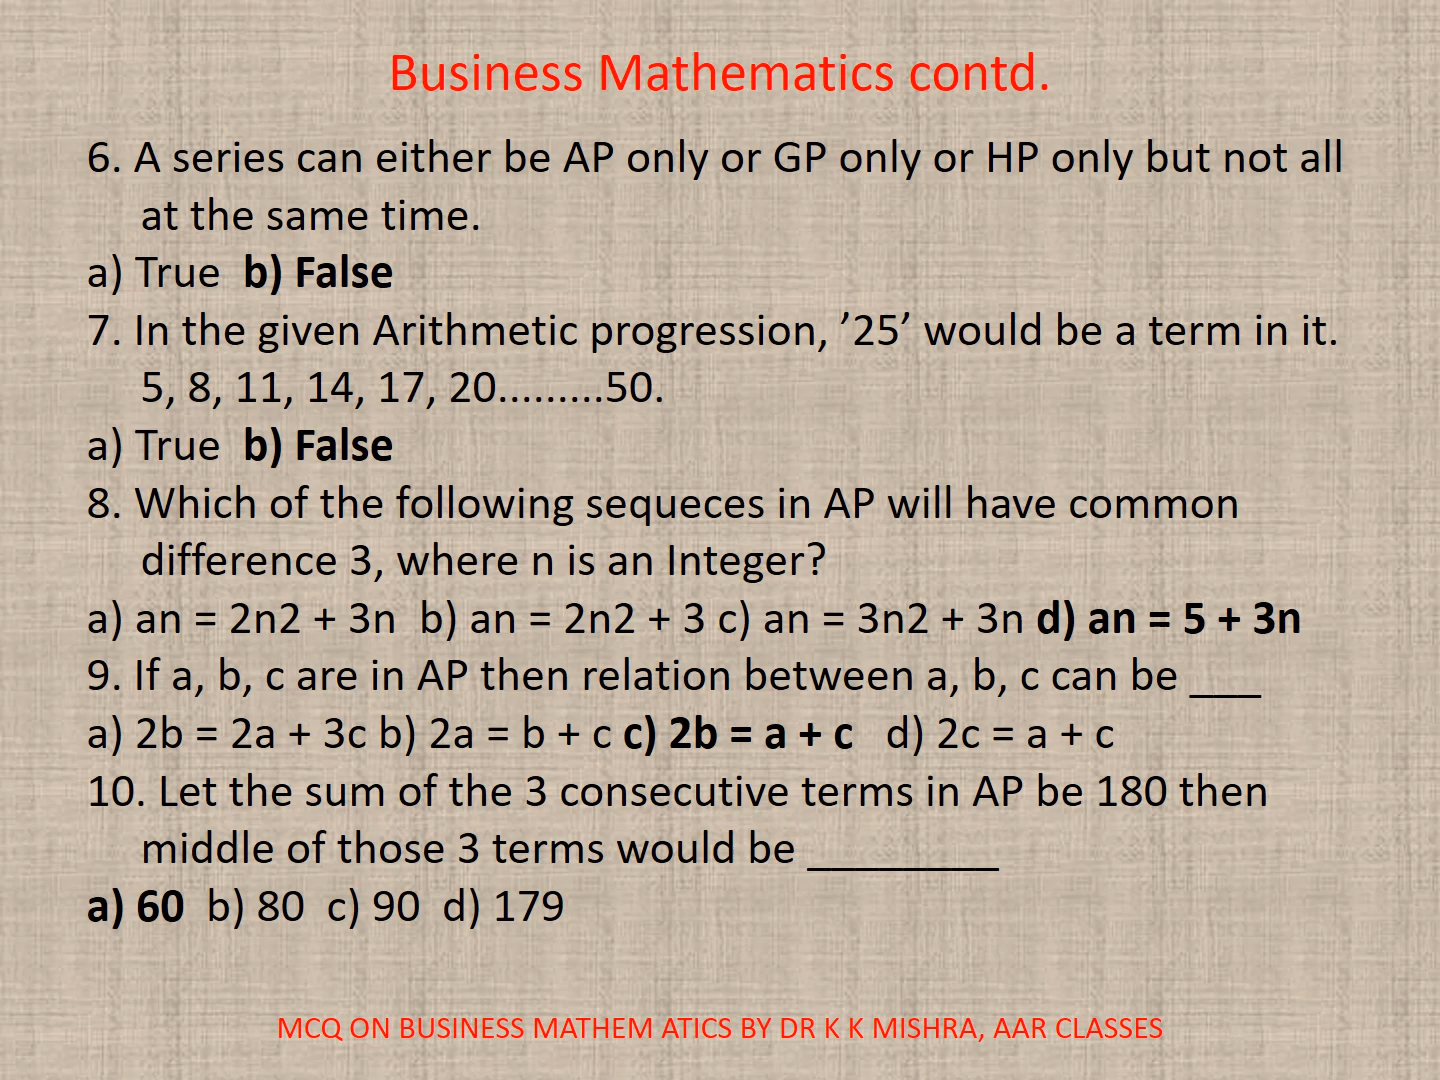 Business Mathematics contd.
6. A series can either be AP only or GP only or HP only but not all
at the same time.
a) True  b) False
7. In the given Arithmetic progression, ’25’ would be a term in it.
5, 8, 11, 14, 17, 20.........50.
a) True  b) False
8. Which of the following sequeces in AP will have common
difference 3, where n is an Integer?
a) an = 2n2 + 3n  b) an = 2n2 + 3 c) an = 3n2 + 3n d) an = 5 + 3n
9. If a, b, c are in AP then relation between a, b, c can be ___
a) 2b = 2a + 3c b) 2a = b + c c) 2b = a + c   d) 2c = a + c
10. Let the sum of the 3 consecutive terms in AP be 180 then
middle of those 3 terms would be ________
a) 60  b) 80  c) 90  d) 179
MCQ ON BUSINESS MATHEM ATICS BY DR K K MISHRA, AAR CLASSES